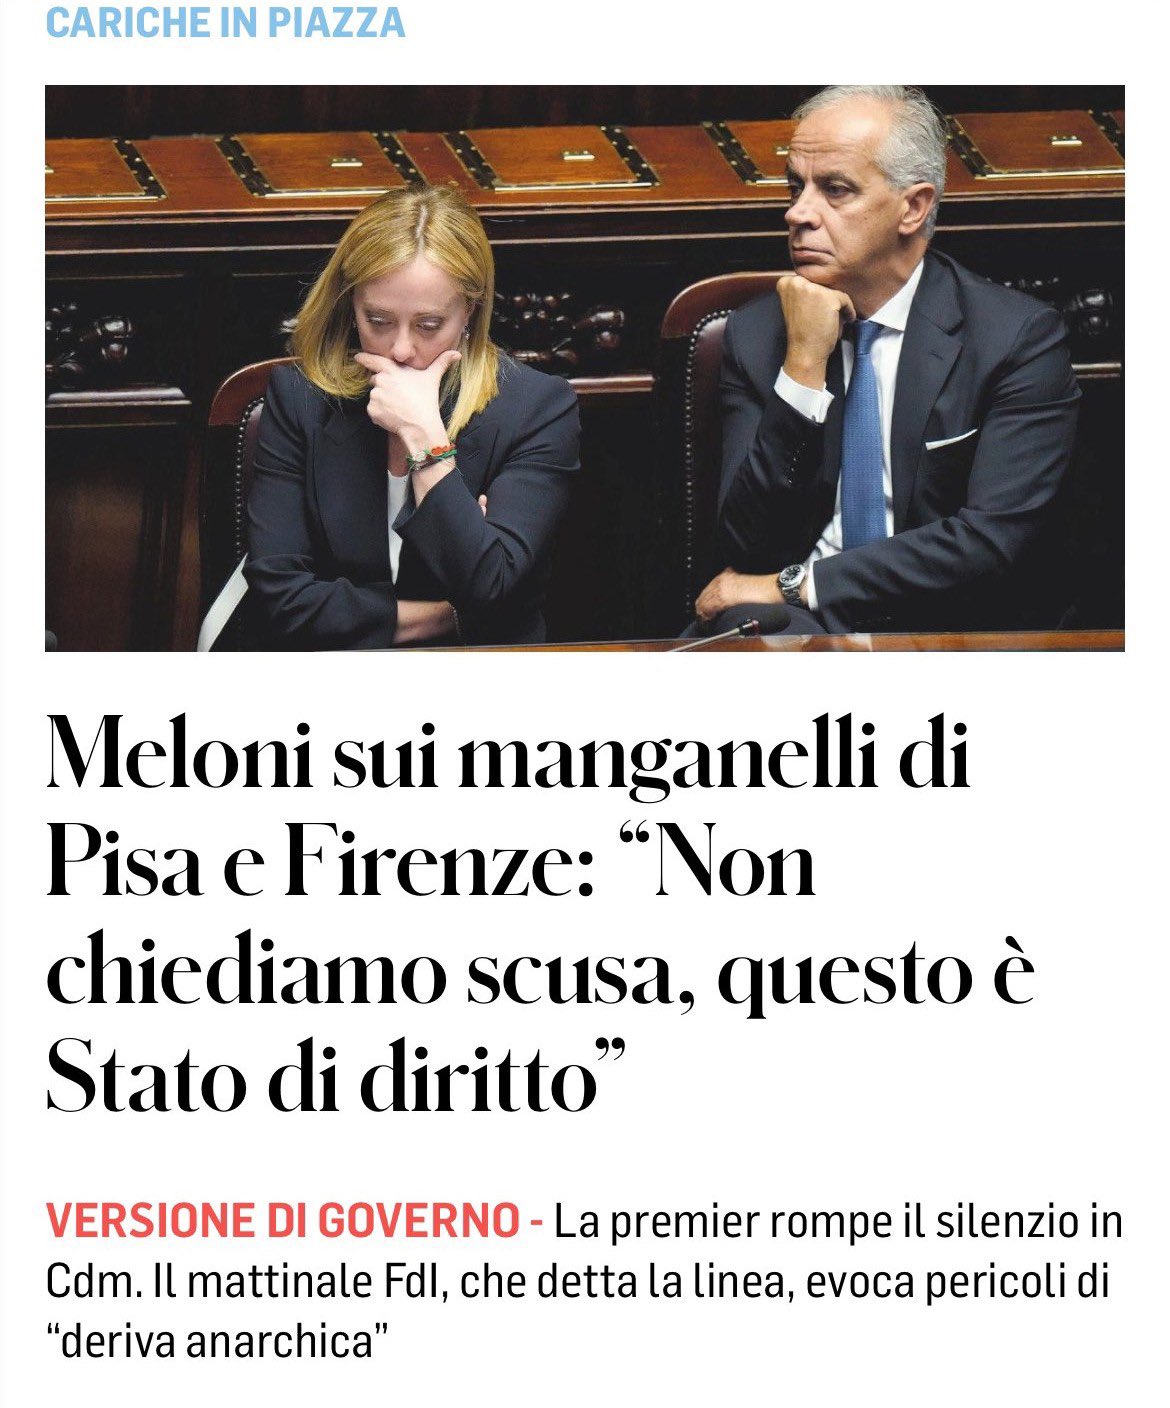 CARICHE IN PIAZZA
Meloni sui manganelli di
Pisa e Firenze: “Non
chiediamo scusa, questo è
Stato di diritto”
VERSIONE DI GOVERNO - La premier rompe il silenzio in
Cdm. Il mattinale FdI, che detta la linea, evoca pericoli di
“deriva anarchica”